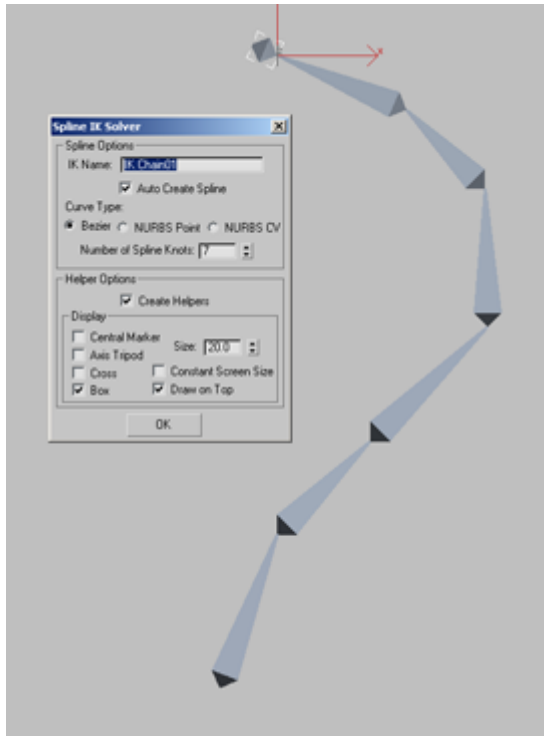 Spline IK Solver
Spline Options
IK Name: IK Chain01
Auto Create Spline
Curve Type:
Bezier NURBS Point NURBS CV
Number of Spline Knots: 7
Helper Options
Create Helpers
Display
Central Marker
Size: 20.0
Axis Tripod
Cross Constant Screen Size
Box Draw on Top
OK
x